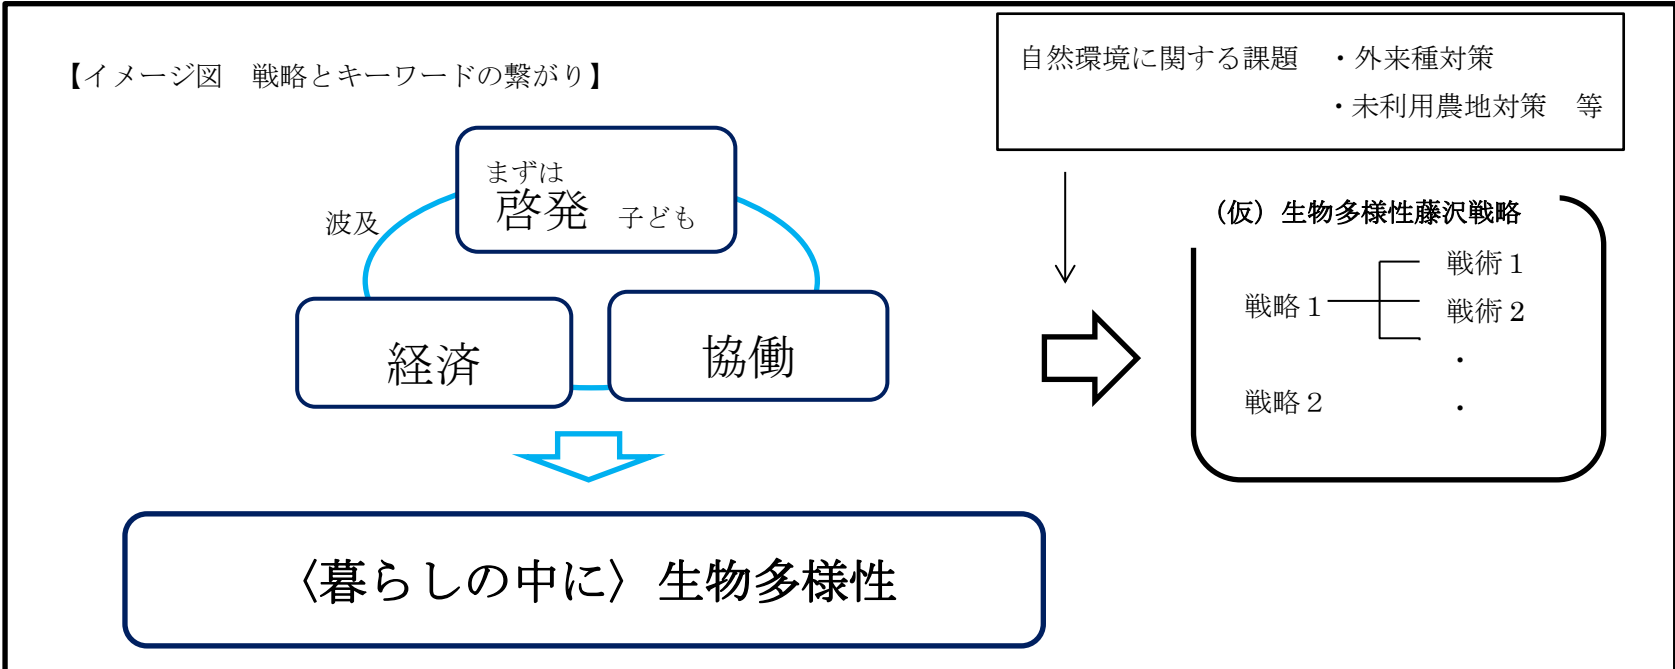 【イメージ図　戦略とキーワードの繋がり】
自然環境に関する課題　・外来種対策
・未利用農地対策　等
まずは
啓発　子ども
波及
経済
協働
（仮）生物多様性藤沢戦略
戦術１
戦略１
戦術２
・
戦略２
・
〈暮らしの中に〉生物多様性